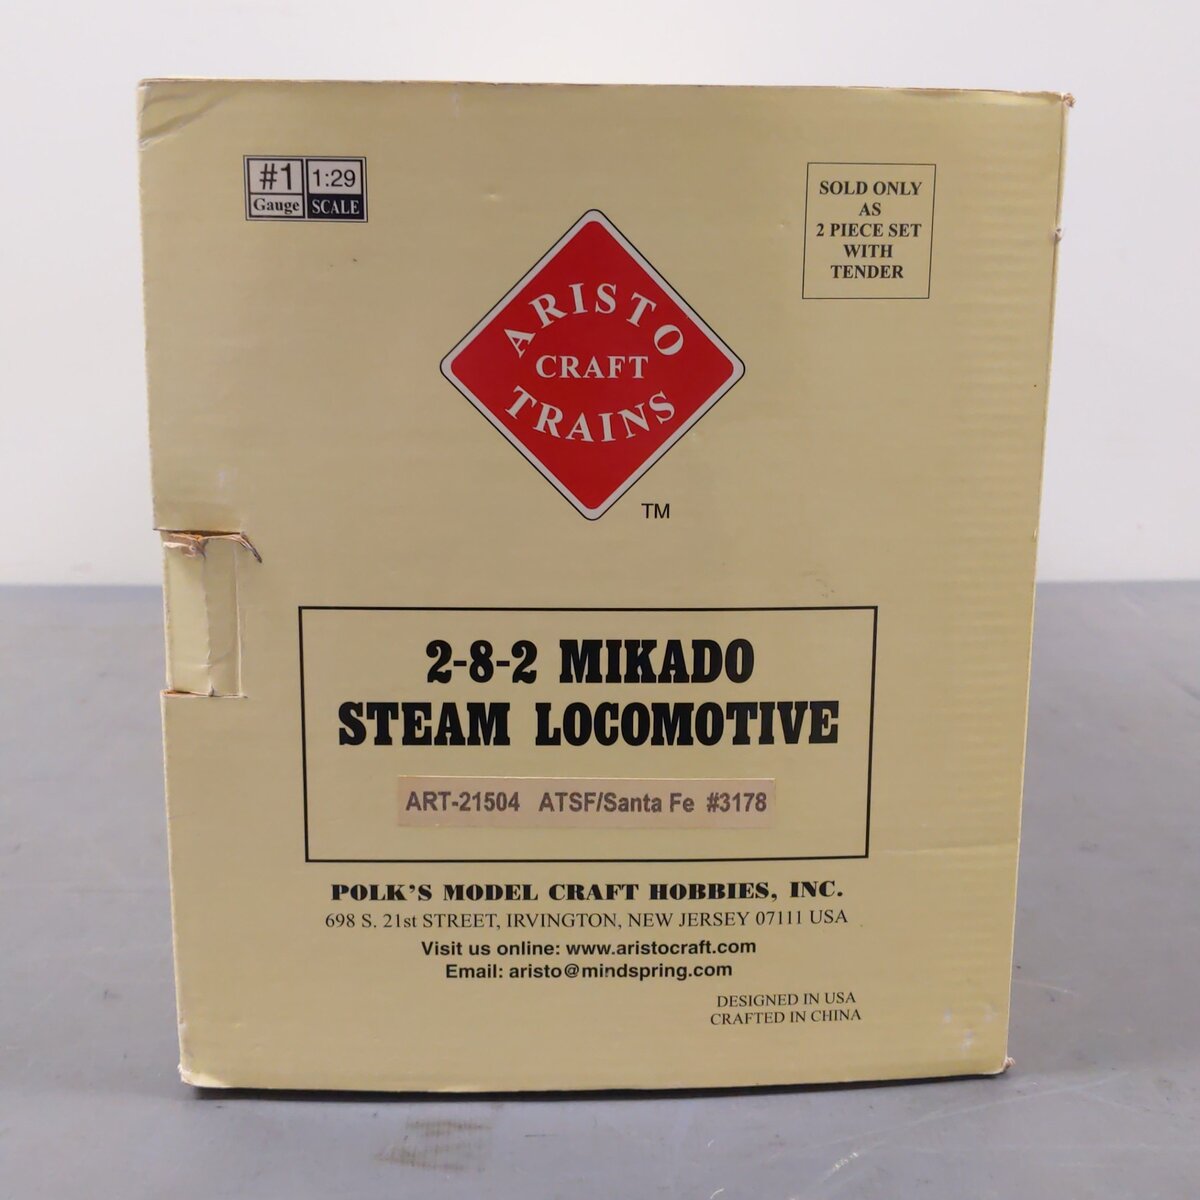 #1 1:29
Gauge SCALE
SOLD ONLY
AS
2 PIECE SET
WITH
TENDER
ARISTO
CRAFT
TRAINS
TM
2-8-2 MIKADO
STEAM LOCOMOTIVE
ART-21504 ATSF/Santa Fe #3178
POLK'S MODEL CRAFT HOBBIES, INC.
698 S. 21st STREET, IRVINGTON, NEW JERSEY 07111 USA
Visit us online: www.aristocraft.com
Email: aristo@mindspring.com
DESIGNED IN USA
CRAFTED IN CHINA